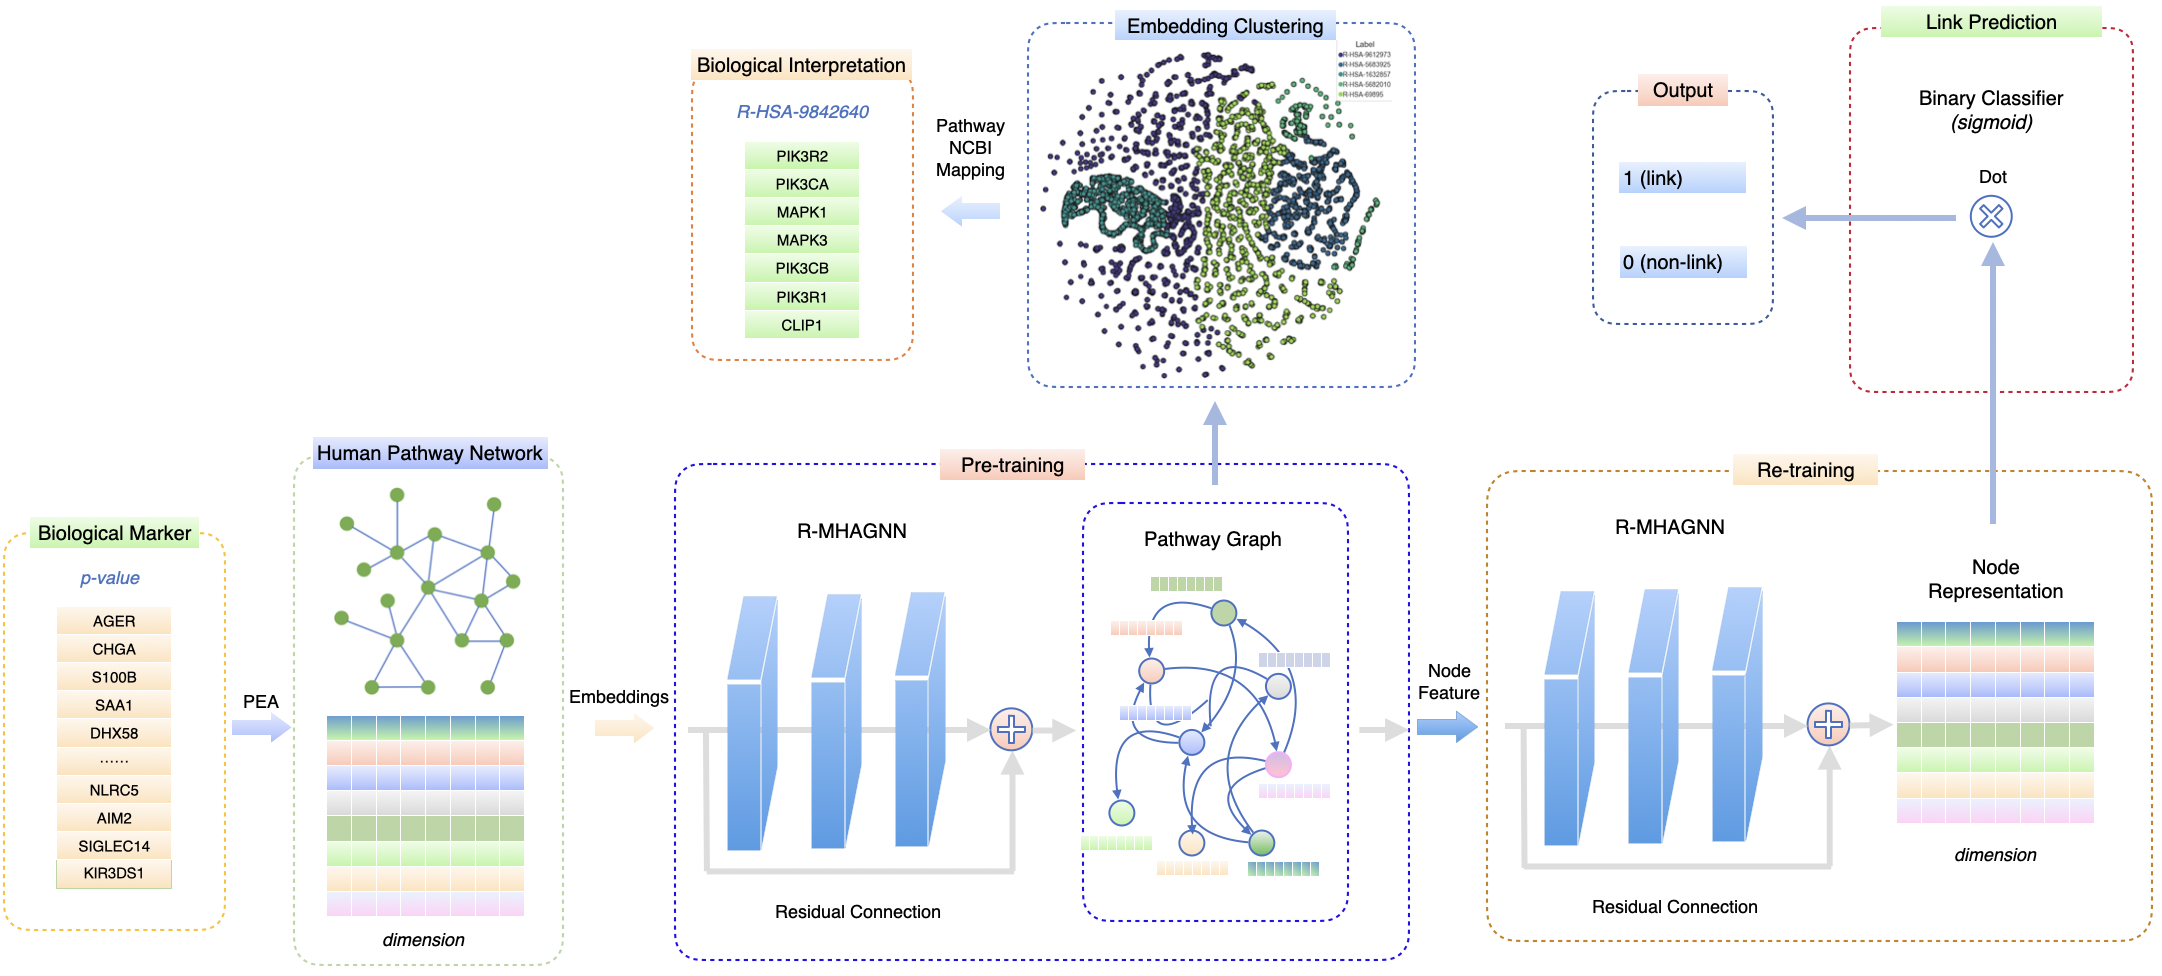 Biological Marker
p-value
AGER
CHGA
S100B
SAA1
DHX58
......
NLRC5
AIM2
SIGLEC14
KIR3DS1
PEA
Human Pathway Network
dimension
Embeddings
Pre-training
R-MHAGNN
Residual Connection
Pathway Graph
Embedding Clustering
Label
R-HSA-9612973
R-HSA-5683925
R-HSA-1632857
R-HSA-5682010
R-HSA-69895
Pathway
NCBI
Mapping
Biological Interpretation
R-HSA-9842640
PIK3R2
PIK3CA
MAPK1
MAPK3
PIK3CB
PIK3R1
CLIP1
Node
Feature
Re-training
R-MHAGNN
Residual Connection
Node
Representation
dimension
Link Prediction
Binary Classifier
(sigmoid)
Dot
Output
1 (link)
0 (non-link)